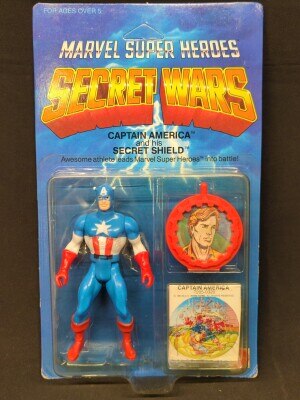 FOR AGES OVER 5
MARVEL SUPER HEROES
SECRET WARS
CAPTAIN AMERICA™
and his
SECRET SHIELD™
Awesome athlete leads Marvel Super Heroes™ into battle!
CAPTAIN AMERICA